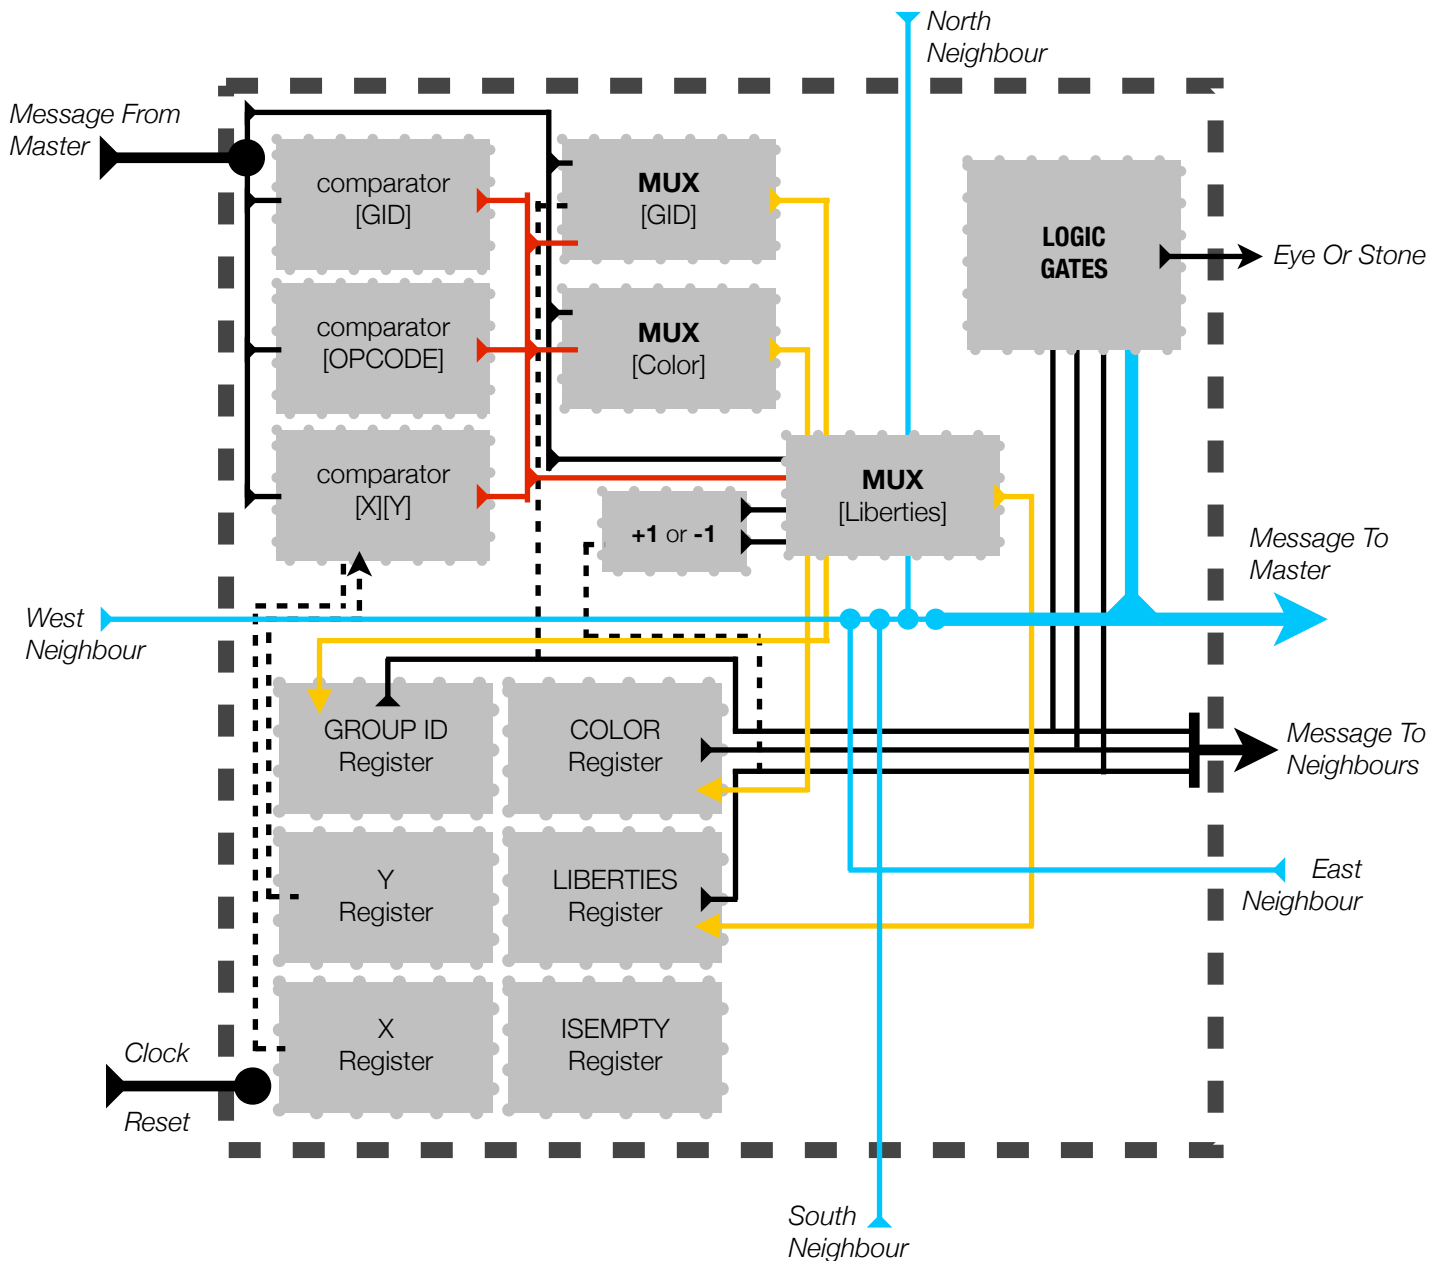 North
Neighbour
Message From
Master
comparator
[GID]
MUX
[GID]
LOGIC
GATES
Eye Or Stone
comparator
[OPCODE]
MUX
[Color]
comparator
[X][Y]
MUX
[Liberties]
+1 or -1
Message To
Master
West
Neighbour
GROUP ID
Register
COLOR
Register
Message To
Neighbours
Y
Register
LIBERTIES
Register
East
Neighbour
X
Register
ISEMPTY
Register
Clock
Reset
South
Neighbour